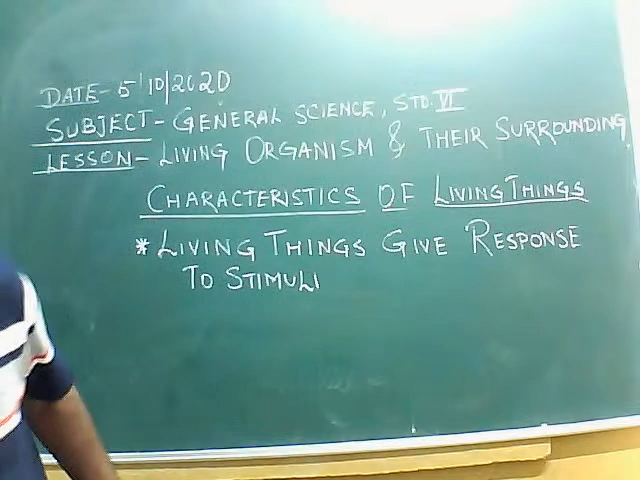 DATE- 5/10/2020
SUBJECT- GENERAL SCIENCE, STD. VI
LESSON- LIVING ORGANISM & THEIR SURROUNDING
CHARACTERISTICS OF LIVING THINGS
* LIVING THINGS GIVE RESPONSE
TO STIMULI